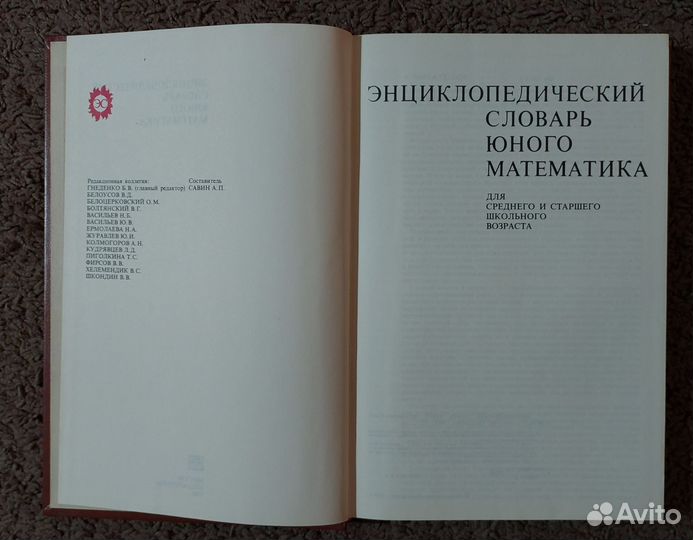 ЭС
Редакционная коллегия:
ГНЕДЕНКО Б.В. (главный редактор)
БЕЛОУСОВ В.Д.
БЕЛОЦЕРКОВСКИЙ О.М.
БОЛТЯНСКИЙ В.Г.
ВАСИЛЬЕВ Н.Б.
ВАСИЛЬЕВ Ю.В.
ЕРМОЛАЕВА Н.А.
ЖУРАВЛЕВ Ю.И.
КОЛМОГОРОВ А.Н.
КУДРЯВЦЕВ Л.Д.
ПИГОЛКИНА Т.С.
ФИРСОВ В.В.
ХЕЛЕМЕНДИК В.С.
ШКОНДИН В.В.
Составитель
САВИН А.П.
ЭНЦИКЛОПЕДИЧЕСКИЙ
СЛОВАРЬ
ЮНОГО
МАТЕМАТИКА
ДЛЯ
СРЕДНЕГО И СТАРШЕГО
ШКОЛЬНОГО
ВОЗРАСТА
Avito